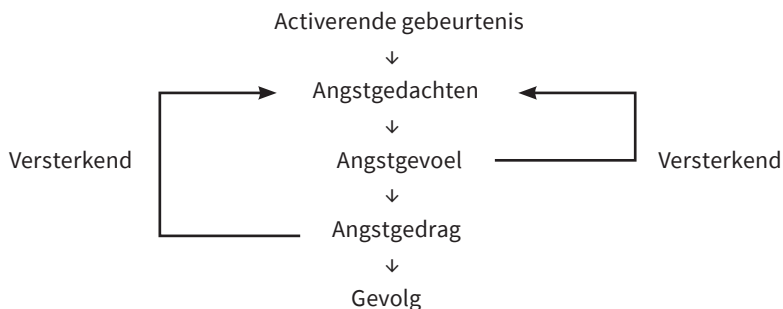 Activerende gebeurtenis
↓
Angstgedachten
↓
Versterkend Angstgevoel Versterkend
↓
Angstgedrag
↓
Gevolg